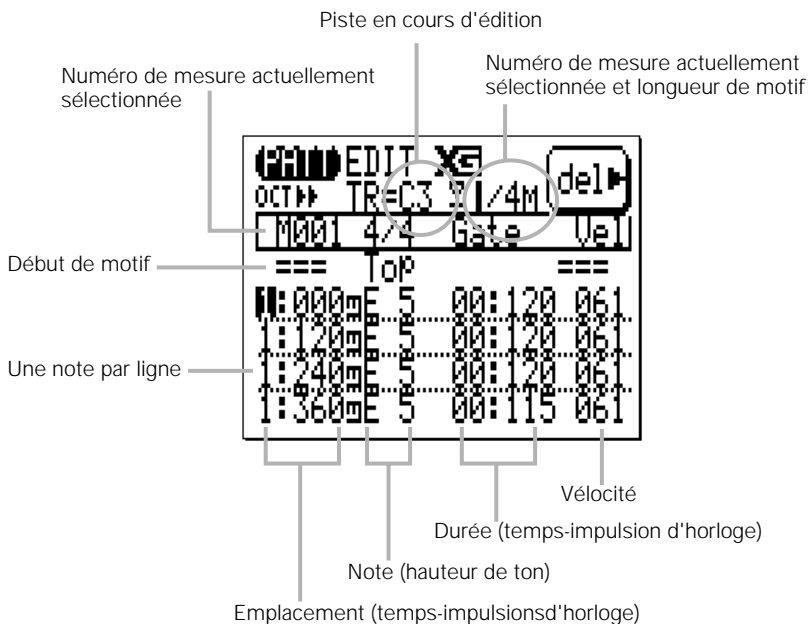 Piste en cours d'édition
Numéro de mesure actuellement
sélectionnée
Numéro de mesure actuellement
sélectionnée et longueur de motif
PATT EDIT XG
del
OCT TR=C3 1/4M
M001 4/4 Gate Vel
Début de motif
=== Top ===
1:000 E 5 00:120 061
1:120 E 5 00:120 061
Une note par ligne
1:240 E 5 00:120 061
1:360 E 5 00:115 061
Vélocité
Durée (temps-impulsion d'horloge)
Note (hauteur de ton)
Emplacement (temps-impulsionsd'horloge)